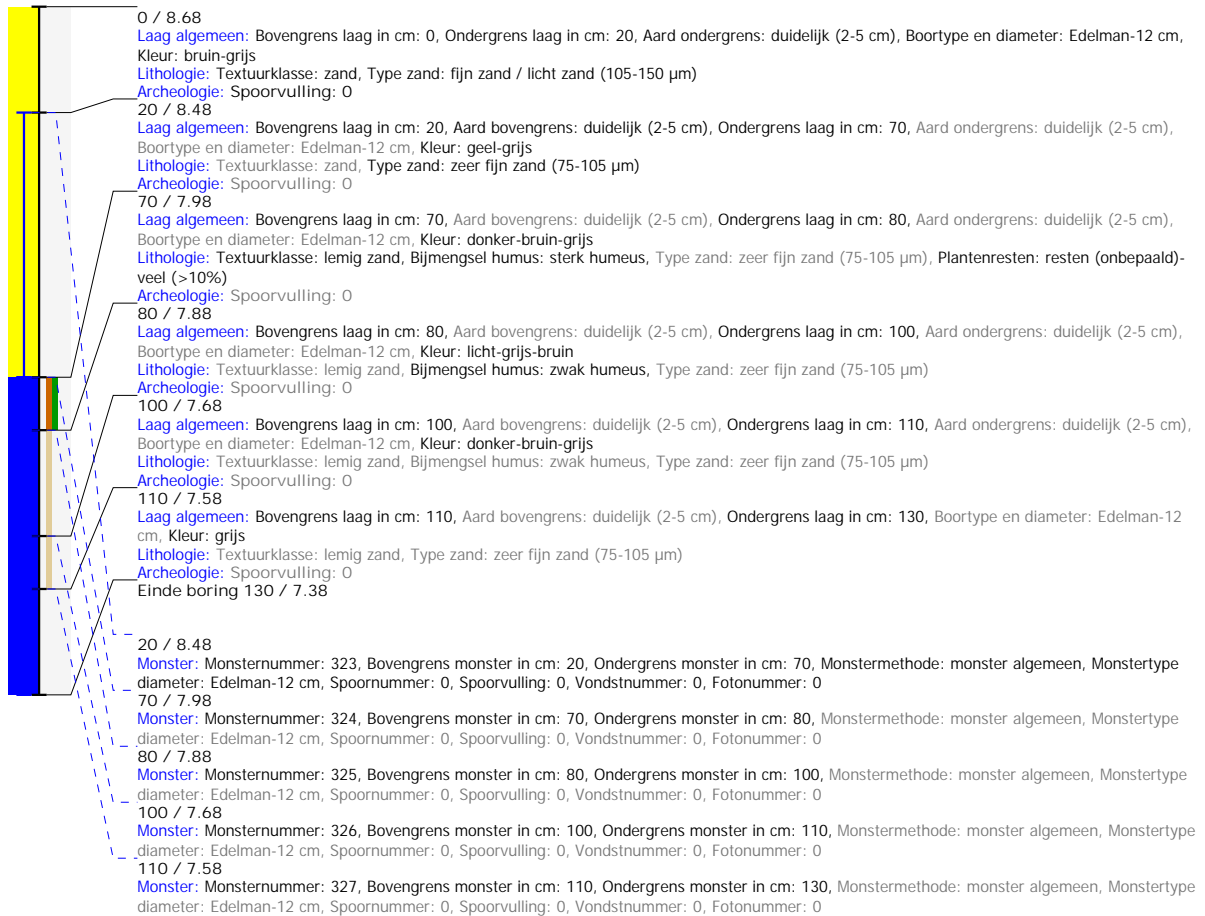 0 / 8.68
Laag algemeen: Bovengrens laag in cm: 0, Ondergrens laag in cm: 20, Aard ondergrens: duidelijk (2-5 cm), Boortype en diameter: Edelman-12 cm,
Kleur: bruin-grijs
Lithologie: Textuurklasse: zand, Type zand: fijn zand / licht zand (105-150 µm)
Archeologie: Spoorvulling: 0
20 / 8.48
Laag algemeen: Bovengrens laag in cm: 20, Aard bovengrens: duidelijk (2-5 cm), Ondergrens laag in cm: 70, Aard ondergrens: duidelijk (2-5 cm),
Boortype en diameter: Edelman-12 cm, Kleur: geel-grijs
Lithologie: Textuurklasse: zand, Type zand: zeer fijn zand (75-105 µm)
Archeologie: Spoorvulling: 0
70 / 7.98
Laag algemeen: Bovengrens laag in cm: 70, Aard bovengrens: duidelijk (2-5 cm), Ondergrens laag in cm: 80, Aard ondergrens: duidelijk (2-5 cm),
Boortype en diameter: Edelman-12 cm, Kleur: donker-bruin-grijs
Lithologie: Textuurklasse: lemig zand, Bijmengsel humus: sterk humeus, Type zand: zeer fijn zand (75-105 µm), Plantenresten: resten (onbepaald)-
veel (>10%)
Archeologie: Spoorvulling: 0
80 / 7.88
Laag algemeen: Bovengrens laag in cm: 80, Aard bovengrens: duidelijk (2-5 cm), Ondergrens laag in cm: 100, Aard ondergrens: duidelijk (2-5 cm),
Boortype en diameter: Edelman-12 cm, Kleur: licht-grijs-bruin
Lithologie: Textuurklasse: lemig zand, Bijmengsel humus: zwak humeus, Type zand: zeer fijn zand (75-105 µm)
Archeologie: Spoorvulling: 0
100 / 7.68
Laag algemeen: Bovengrens laag in cm: 100, Aard bovengrens: duidelijk (2-5 cm), Ondergrens laag in cm: 110, Aard ondergrens: duidelijk (2-5 cm),
Boortype en diameter: Edelman-12 cm, Kleur: donker-bruin-grijs
Lithologie: Textuurklasse: lemig zand, Bijmengsel humus: zwak humeus, Type zand: zeer fijn zand (75-105 µm)
Archeologie: Spoorvulling: 0
110 / 7.58
Laag algemeen: Bovengrens laag in cm: 110, Aard bovengrens: duidelijk (2-5 cm), Ondergrens laag in cm: 130, Boortype en diameter: Edelman-12
cm, Kleur: grijs
Lithologie: Textuurklasse: lemig zand, Type zand: zeer fijn zand (75-105 µm)
Archeologie: Spoorvulling: 0
Einde boring 130 / 7.38
20 / 8.48
Monster: Monsternummer: 323, Bovengrens monster in cm: 20, Ondergrens monster in cm: 70, Monstermethode: monster algemeen, Monstertype
diameter: Edelman-12 cm, Spoornummer: 0, Spoorvulling: 0, Vondstnummer: 0, Fotonummer: 0
70 / 7.98
Monster: Monsternummer: 324, Bovengrens monster in cm: 70, Ondergrens monster in cm: 80, Monstermethode: monster algemeen, Monstertype
diameter: Edelman-12 cm, Spoornummer: 0, Spoorvulling: 0, Vondstnummer: 0, Fotonummer: 0
80 / 7.88
Monster: Monsternummer: 325, Bovengrens monster in cm: 80, Ondergrens monster in cm: 100, Monstermethode: monster algemeen, Monstertype
diameter: Edelman-12 cm, Spoornummer: 0, Spoorvulling: 0, Vondstnummer: 0, Fotonummer: 0
100 / 7.68
Monster: Monsternummer: 326, Bovengrens monster in cm: 100, Ondergrens monster in cm: 110, Monstermethode: monster algemeen, Monstertype
diameter: Edelman-12 cm, Spoornummer: 0, Spoorvulling: 0, Vondstnummer: 0, Fotonummer: 0
110 / 7.58
Monster: Monsternummer: 327, Bovengrens monster in cm: 110, Ondergrens monster in cm: 130, Monstermethode: monster algemeen, Monstertype
diameter: Edelman-12 cm, Spoornummer: 0, Spoorvulling: 0, Vondstnummer: 0, Fotonummer: 0